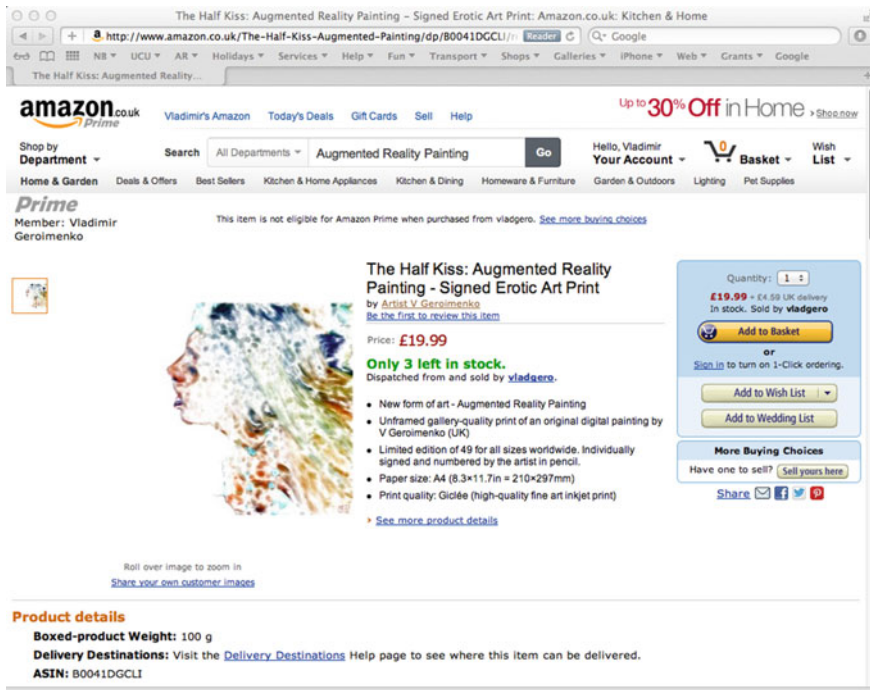 The Half Kiss: Augmented Reality Painting – Signed Erotic Art Print: Amazon.co.uk: Kitchen & Home
http://www.amazon.co.uk/The-Half-Kiss-Augmented-Painting/dp/B0041DGCLI/ Reader Google
NB UCU AR Holidays Services Help Fun Transport Shops Galleries iPhone Web Grants Google
The Half Kiss: Augmented Reality...
amazon.co.uk Prime Vladimir's Amazon Today's Deals Gift Cards Sell Help Up to 30% Off in Home Shop now
Shop by Department Search All Departments Augmented Reality Painting Go Hello, Vladimir Your Account 0 Basket Wish List
Home & Garden Deals & Offers Best Sellers Kitchen & Home Appliances Kitchen & Dining Homeware & Furniture Garden & Outdoors Lighting Pet Supplies
Prime
Member: Vladimir
Geroimenko
This item is not eligible for Amazon Prime when purchased from vladgero. See more buying choices
The Half Kiss: Augmented Reality
Painting - Signed Erotic Art Print
by Artist V Geroimenko
Be the first to review this item
Price: £19.99
Only 3 left in stock.
Dispatched from and sold by vladgero.
• New form of art - Augmented Reality Painting
• Unframed gallery-quality print of an original digital painting by
V Geroimenko (UK)
• Limited edition of 49 for all sizes worldwide. Individually
signed and numbered by the artist in pencil.
• Paper size: A4 (8.3×11.7in = 210×297mm)
• Print quality: Giclée (high-quality fine art inkjet print)
See more product details
Quantity: 1
£19.99 + £4.59 UK delivery
In stock. Sold by vladgero
Add to Basket
or
Sign in to turn on 1-Click ordering.
Add to Wish List
Add to Wedding List
More Buying Choices
Have one to sell? Sell yours here
Share
Roll over image to zoom in
Share your own customer images
Product details
Boxed-product Weight: 100 g
Delivery Destinations: Visit the Delivery Destinations Help page to see where this item can be delivered.
ASIN: B0041DGCLI